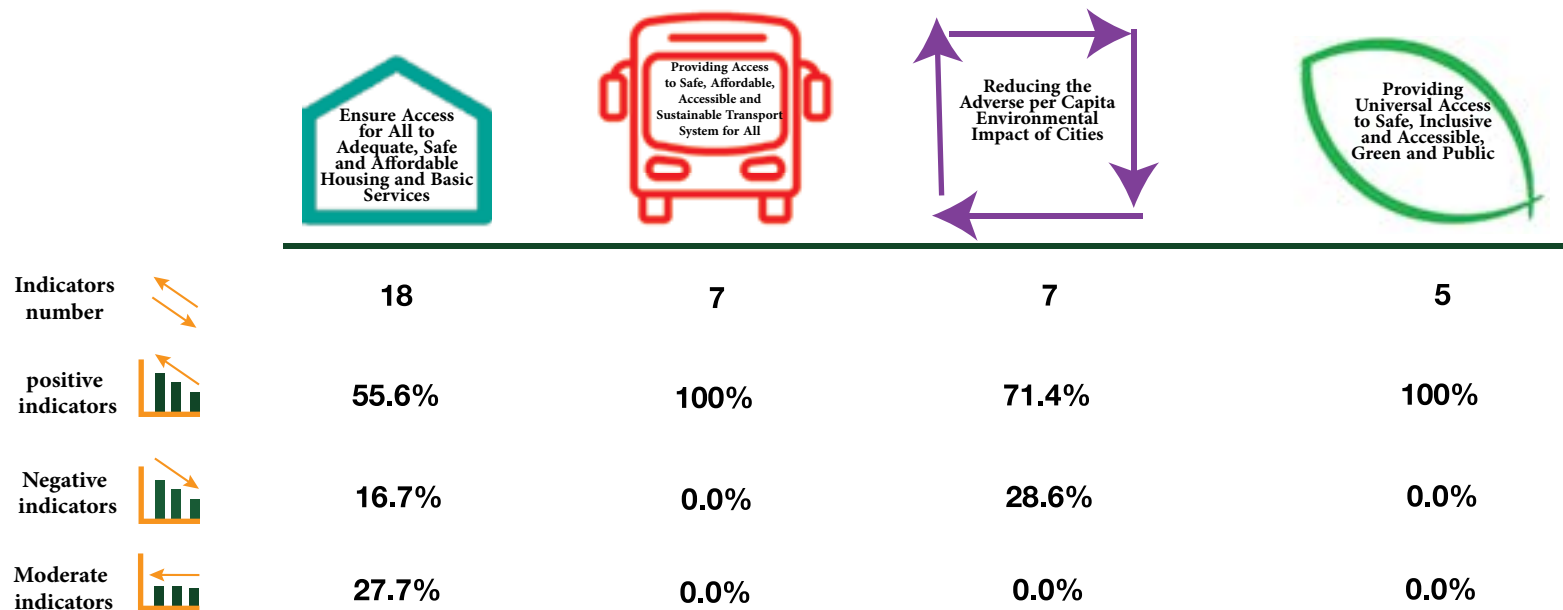 Ensure Access
for All to
Adequate, Safe
and Affordable
Housing and Basic
Services
Providing Access
to Safe, Affordable,
Accessible and
Sustainable Transport
System for All
Reducing the
Adverse per Capita
Environmental
Impact of Cities
Providing
Universal Access
to Safe, Inclusive
and Accessible,
Green and Public
Indicators
number
18
7
7
5
positive
indicators
55.6%
100%
71.4%
100%
Negative
indicators
16.7%
0.0%
28.6%
0.0%
Moderate
indicators
27.7%
0.0%
0.0%
0.0%